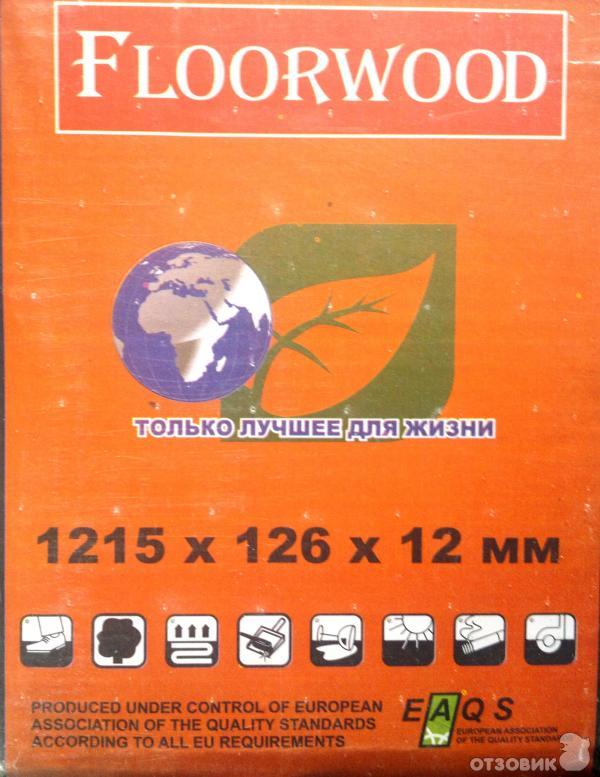 FLOORWOOD
ТОЛЬКО ЛУЧШЕЕ ДЛЯ ЖИЗНИ
1215 x 126 x 12 мм
PRODUCED UNDER CONTROL OF EUROPEAN
ASSOCIATION OF THE QUALITY STANDARDS
ACCORDING TO ALL EU REQUIREMENTS
EAQS
EUROPEAN ASSOCIATION
OF THE QUALITY STANDARDS
ОТЗОВИК